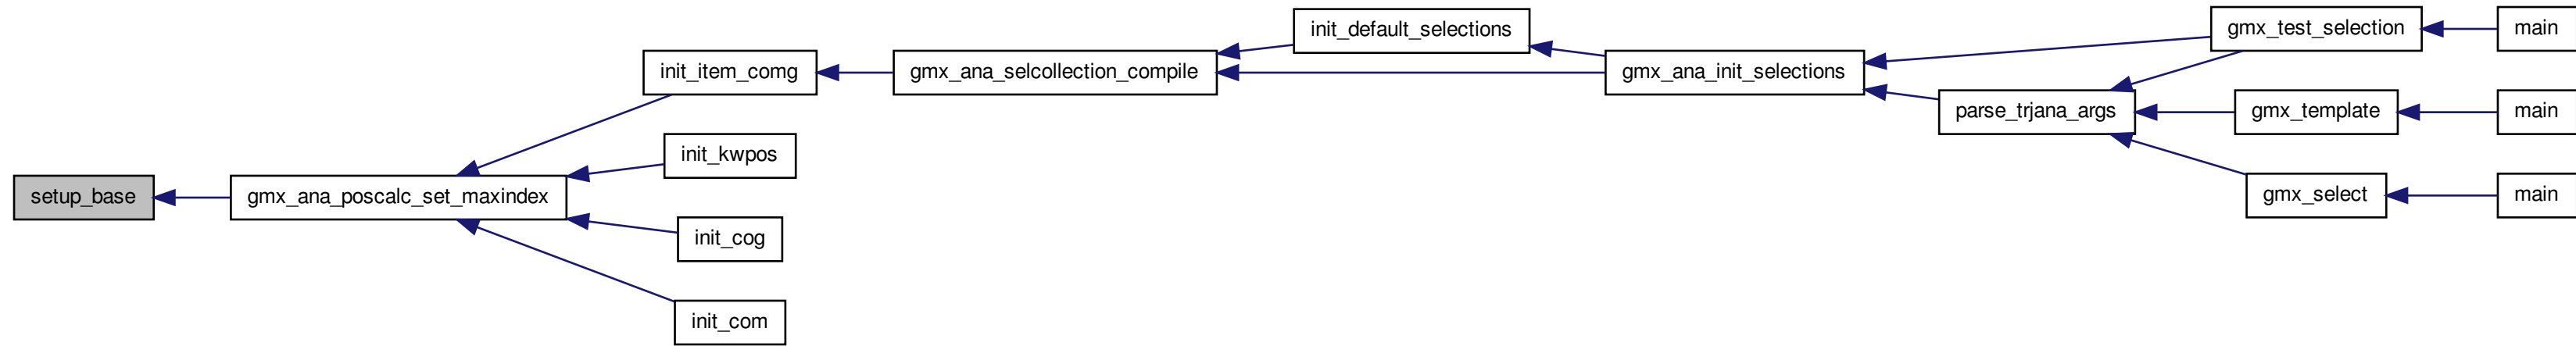 setup_base
gmx_ana_poscalc_set_maxindex
init_item_comg
init_kwpos
init_cog
init_com
gmx_ana_selcollection_compile
init_default_selections
gmx_ana_init_selections
gmx_test_selection
parse_trjana_args
gmx_template
gmx_select
main
main
main